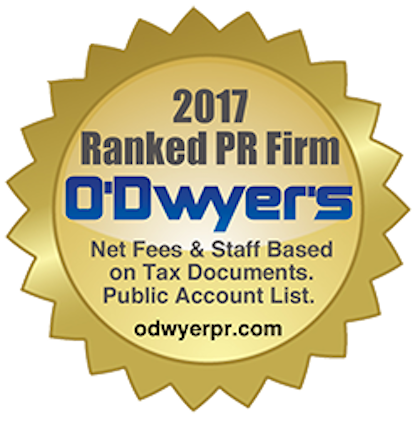 2017
Ranked PR Firm
O'Dwyer's
Net Fees & Staff Based
on Tax Documents.
Public Account List.
odwyerpr.com